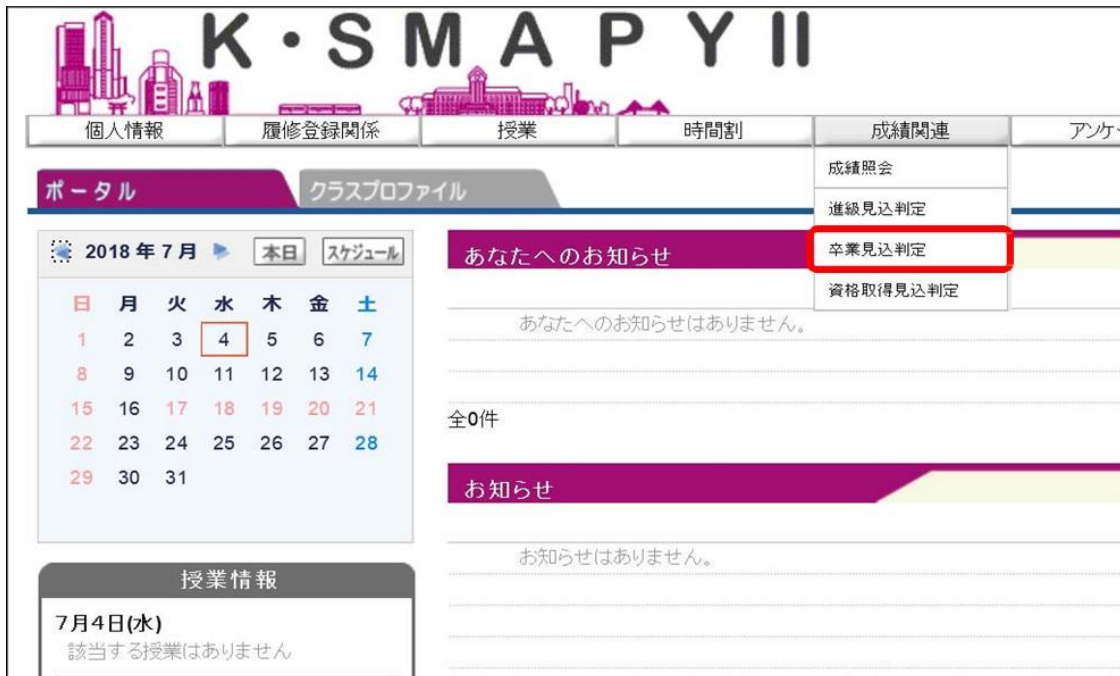 K・SMAPY II
個人情報 履修登録関係 授業 時間割 成績関連 アンケー
成績照会
進級見込判定
卒業見込判定
資格取得見込判定
ポータル クラスプロファイル
2018年7月 本日 スケジュール
日 月 火 水 木 金 土
1 2 3 4 5 6 7
8 9 10 11 12 13 14
15 16 17 18 19 20 21
22 23 24 25 26 27 28
29 30 31
授業情報
7月4日(水)
該当する授業はありません
あなたへのお知らせ
あなたへのお知らせはありません。
全0件
お知らせ
お知らせはありません。